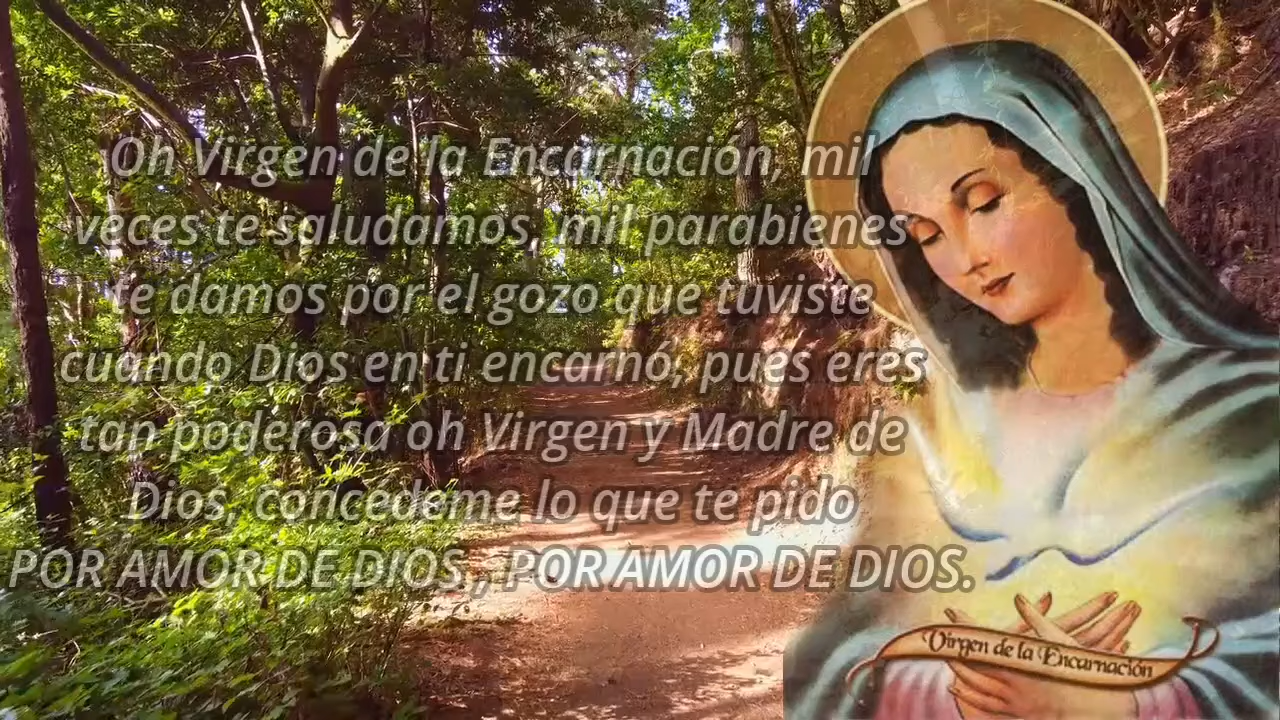 Oh Virgen de la Encarnación, mil
veces te saludamos, mil parabienes
te damos por el gozo que tuviste
cuando Dios en ti encarnó, pues eres
tan poderosa oh Virgen y Madre de
Dios, concedeme lo que te pido
POR AMOR DE DIOS,, POR AMOR DE DIOS.
Virgen de la Encarnación